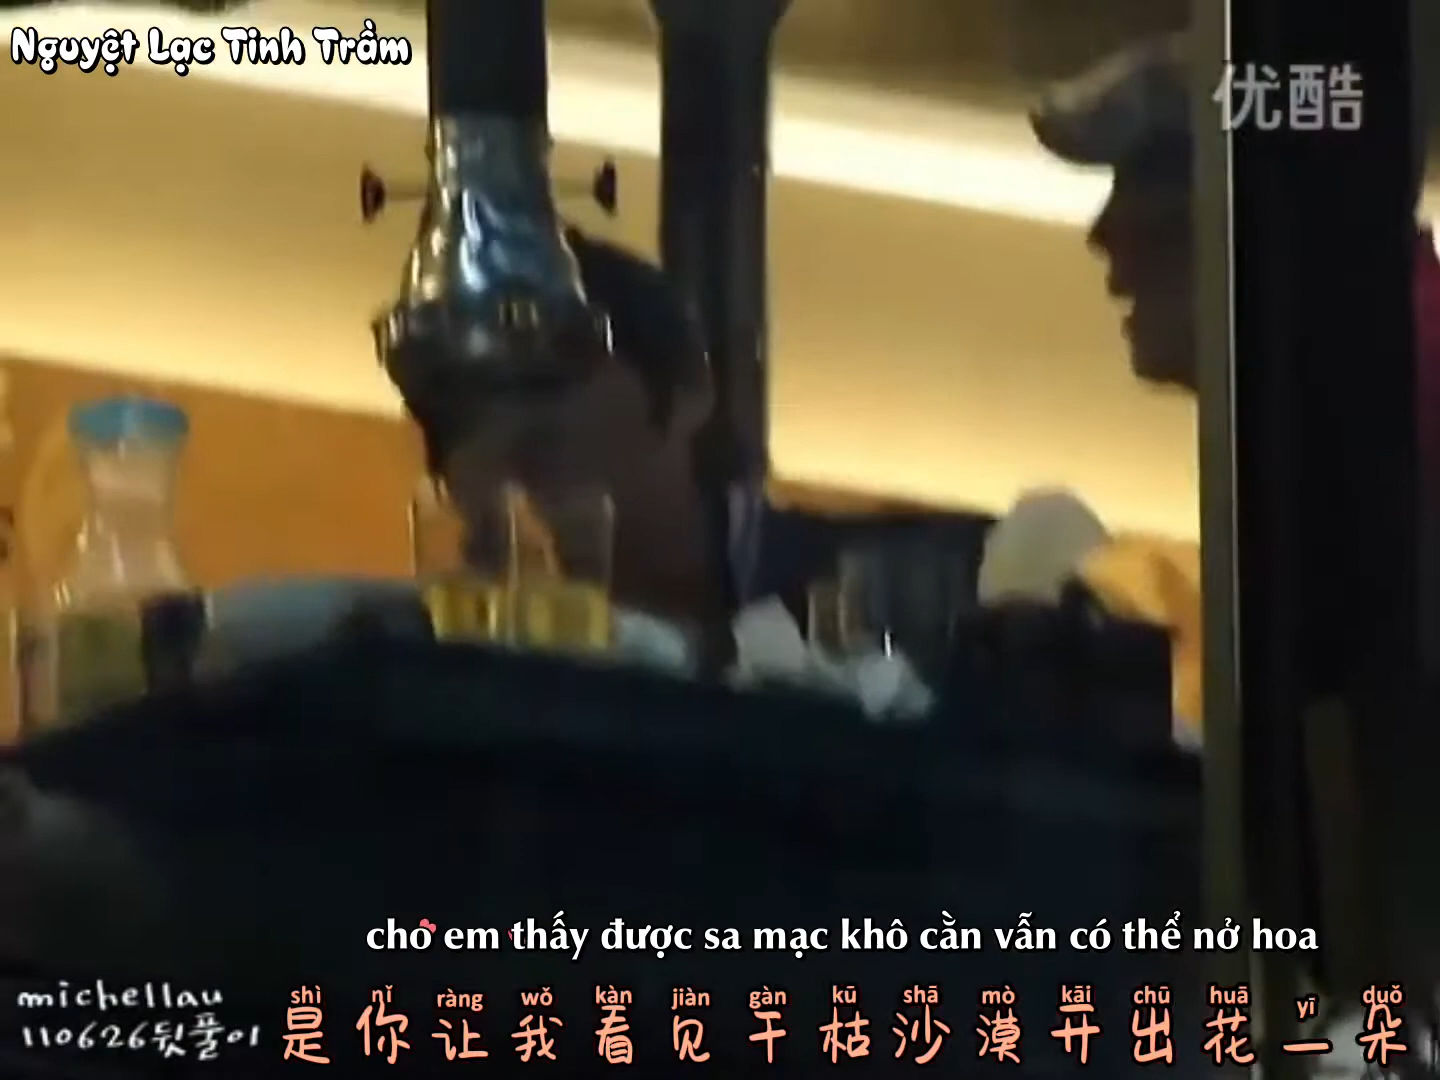 Nguyệt Lạc Tinh Trầm
优酷
cho em thấy được sa mạc khô cằn vẫn có thể nở hoa
michellau
110626뒷풀이
shì nǐ ràng wǒ kàn jiàn gàn kū shā mò kāi chū huā yī duǒ
是你让我看见干枯沙漠开出花一朵